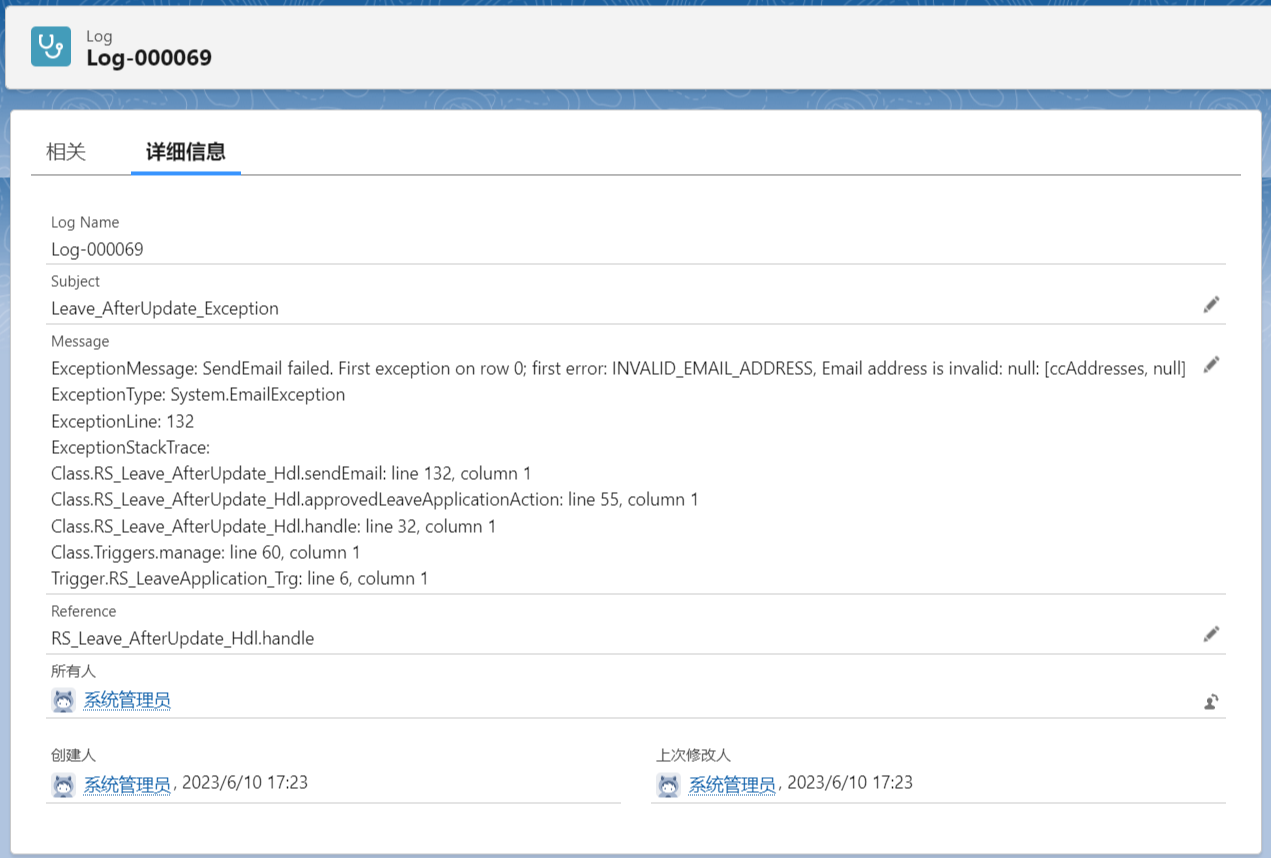 Log
Log-000069
相关
详细信息
Log Name
Log-000069
Subject
Leave_AfterUpdate_Exception
Message
ExceptionMessage: SendEmail failed. First exception on row 0; first error: INVALID_EMAIL_ADDRESS, Email address is invalid: null: [ccAddresses, null]
ExceptionType: System.EmailException
ExceptionLine: 132
ExceptionStackTrace:
Class.RS_Leave_AfterUpdate_Hdl.sendEmail: line 132, column 1
Class.RS_Leave_AfterUpdate_Hdl.approvedLeaveApplicationAction: line 55, column 1
Class.RS_Leave_AfterUpdate_Hdl.handle: line 32, column 1
Class.Triggers.manage: line 60, column 1
Trigger.RS_LeaveApplication_Trg: line 6, column 1
Reference
RS_Leave_AfterUpdate_Hdl.handle
所有人
系统管理员
创建人
系统管理员, 2023/6/10 17:23
上次修改人
系统管理员, 2023/6/10 17:23